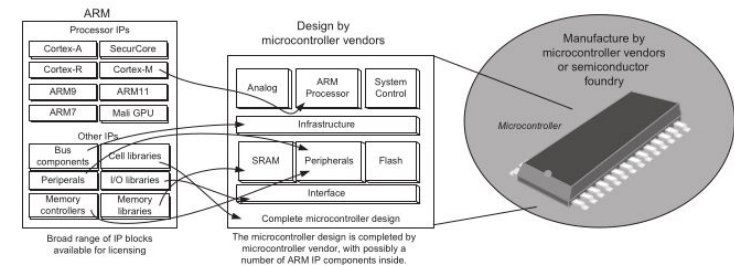 ARM
Processor IPs
Cortex-A
SecurCore
Cortex-R
Cortex-M
ARM9
ARM11
ARM7
Mali GPU
Other IPs
Bus
components
Cell libraries
Periperals
I/O libraries
Memory
controllers
Memory
libraries
Broad range of IP blocks
available for licensing
Design by
microcontroller vendors
Analog
ARM
Processor
System
Control
Infrastructure
SRAM
Peripherals
Flash
Interface
Complete microcontroller design
The microcontroller design is completed by
microcontroller vendor, with possibly a
number of ARM IP components inside.
Manufacture by
microcontroller vendors
or semiconductor
foundry
Microcontroller